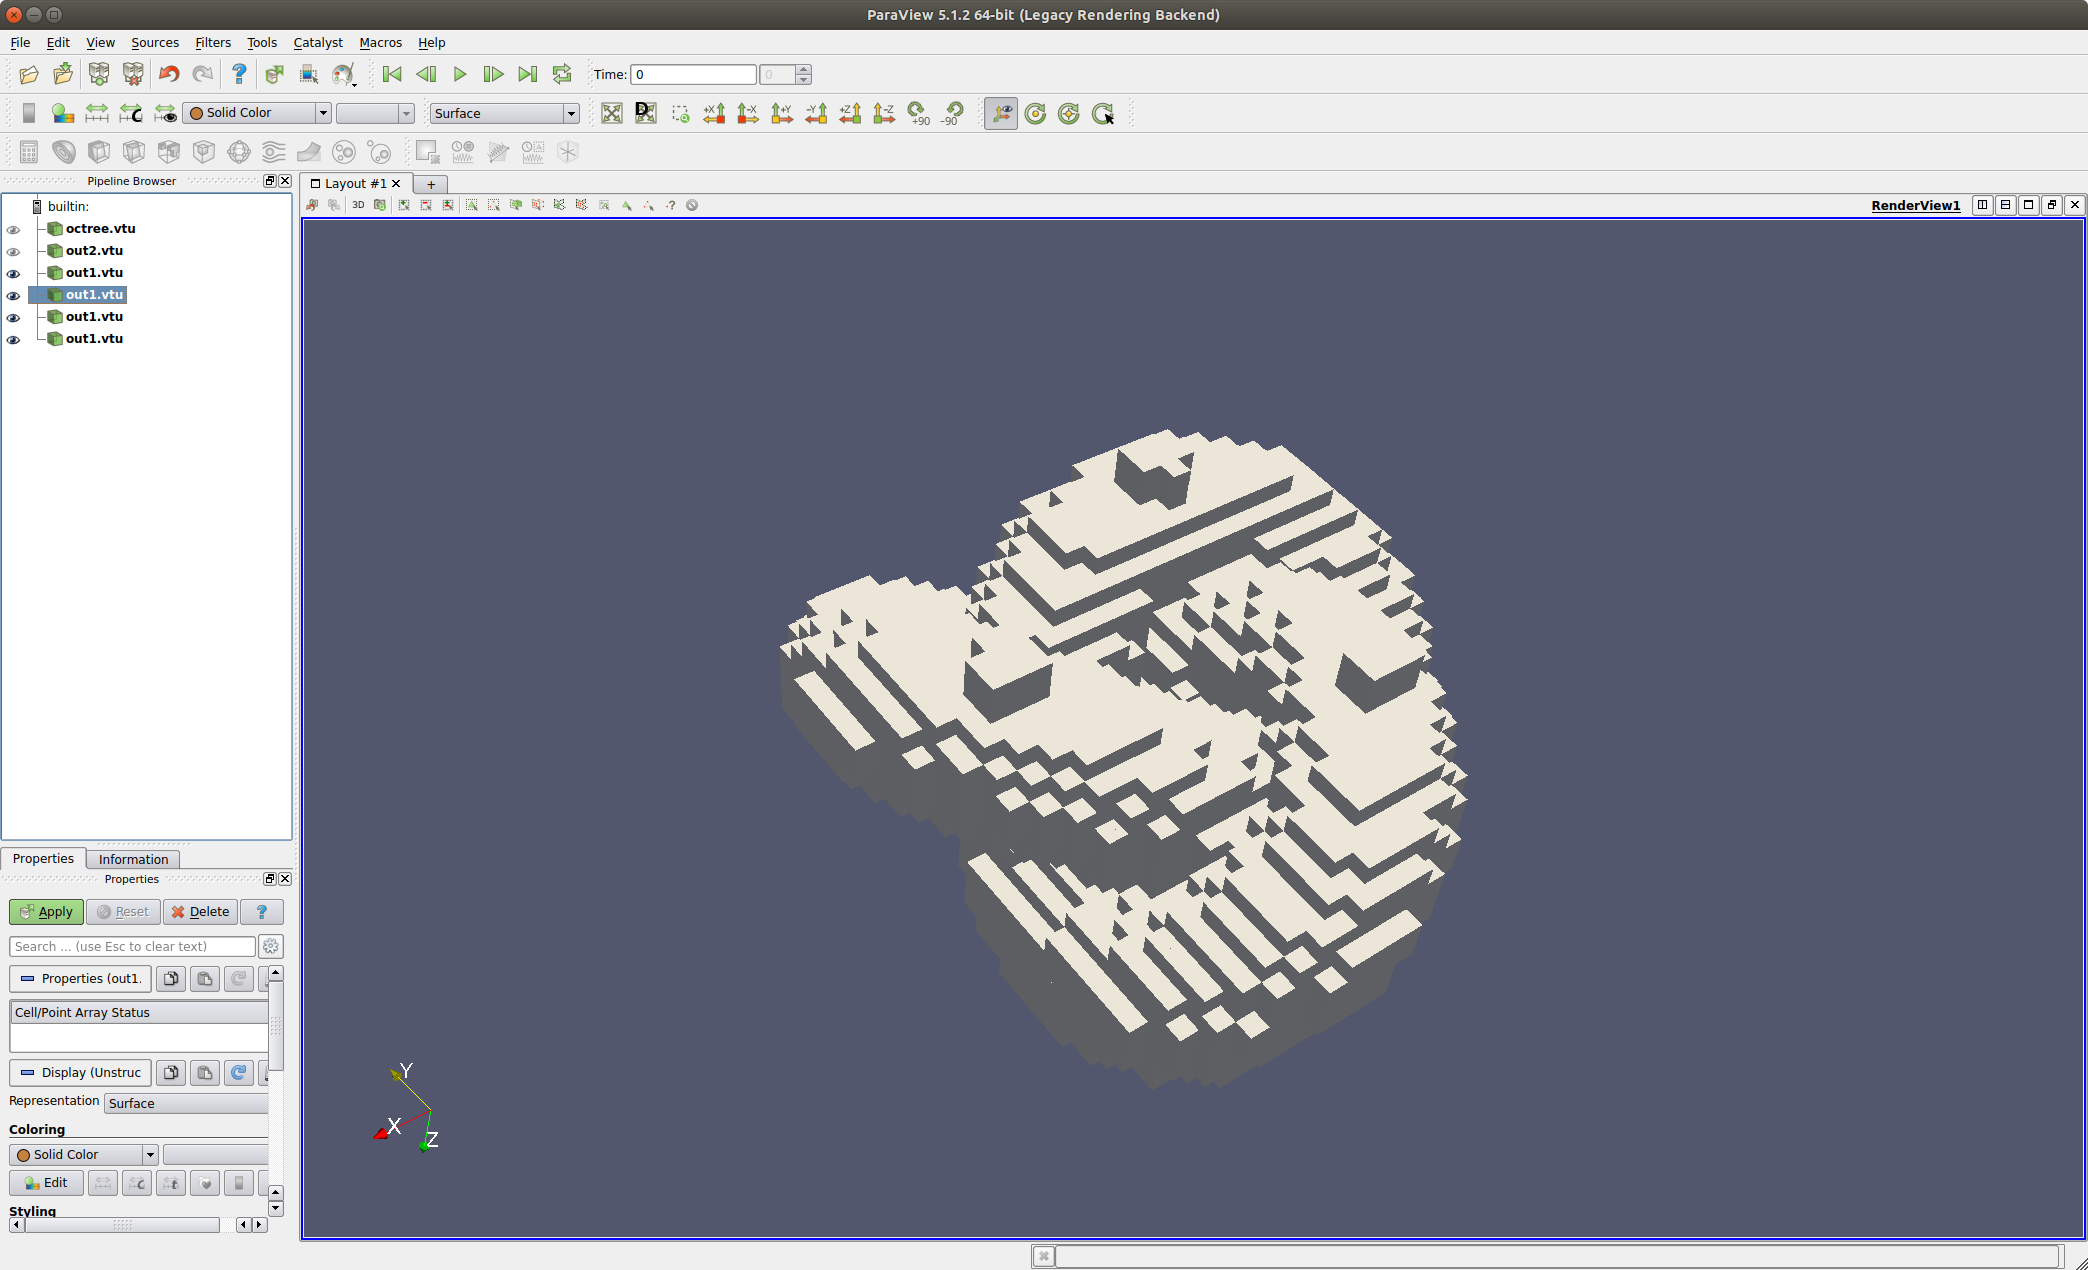 ParaView 5.1.2 64-bit (Legacy Rendering Backend)
File Edit View Sources Filters Tools Catalyst Macros Help
Time: 0 0
Solid Color Surface +X -X +Y -Y +Z -Z +90 -90
Pipeline Browser
Layout #1
3D
RenderView1
builtin:
octree.vtu
out2.vtu
out1.vtu
out1.vtu
out1.vtu
out1.vtu
Properties Information
Properties
Apply Reset Delete ?
Search ... (use Esc to clear text)
Properties (out1.
Cell/Point Array Status
Display (Unstruc
Representation Surface
Coloring
Solid Color
Edit
Styling
Y
X
Z